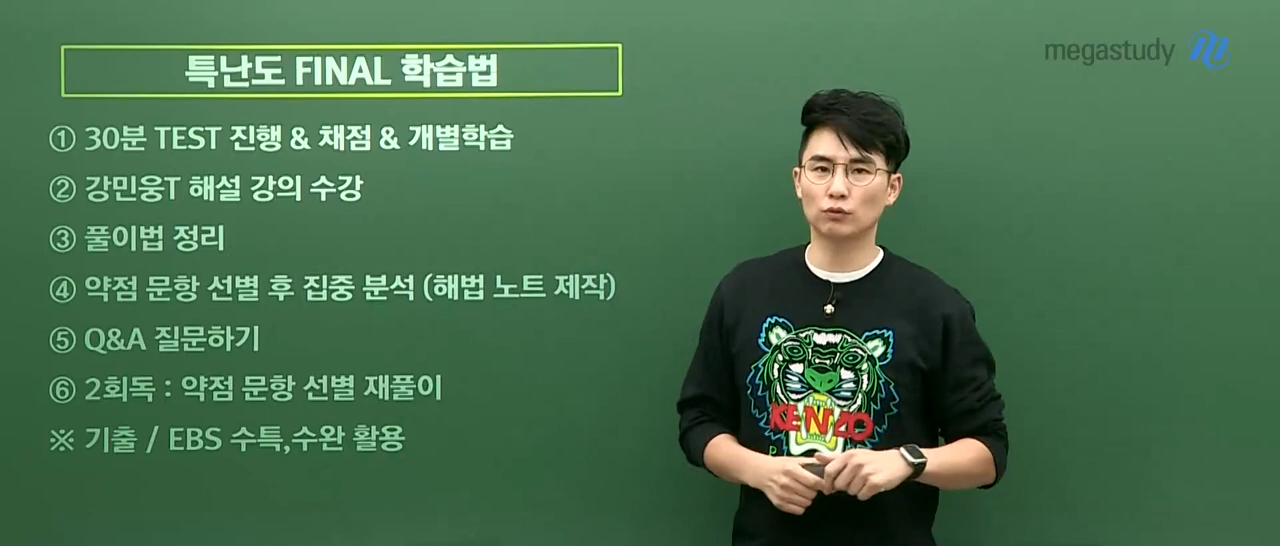 특난도 FINAL 학습법
megastudy
① 30분 TEST 진행 & 채점 & 개별학습
② 강민웅T 해설 강의 수강
③ 풀이법 정리
④ 약점 문항 선별 후 집중 분석 (해법 노트 제작)
⑤ Q&A 질문하기
⑥ 2회독 : 약점 문항 선별 재풀이
※ 기출 / EBS 수특,수완 활용
KENZO